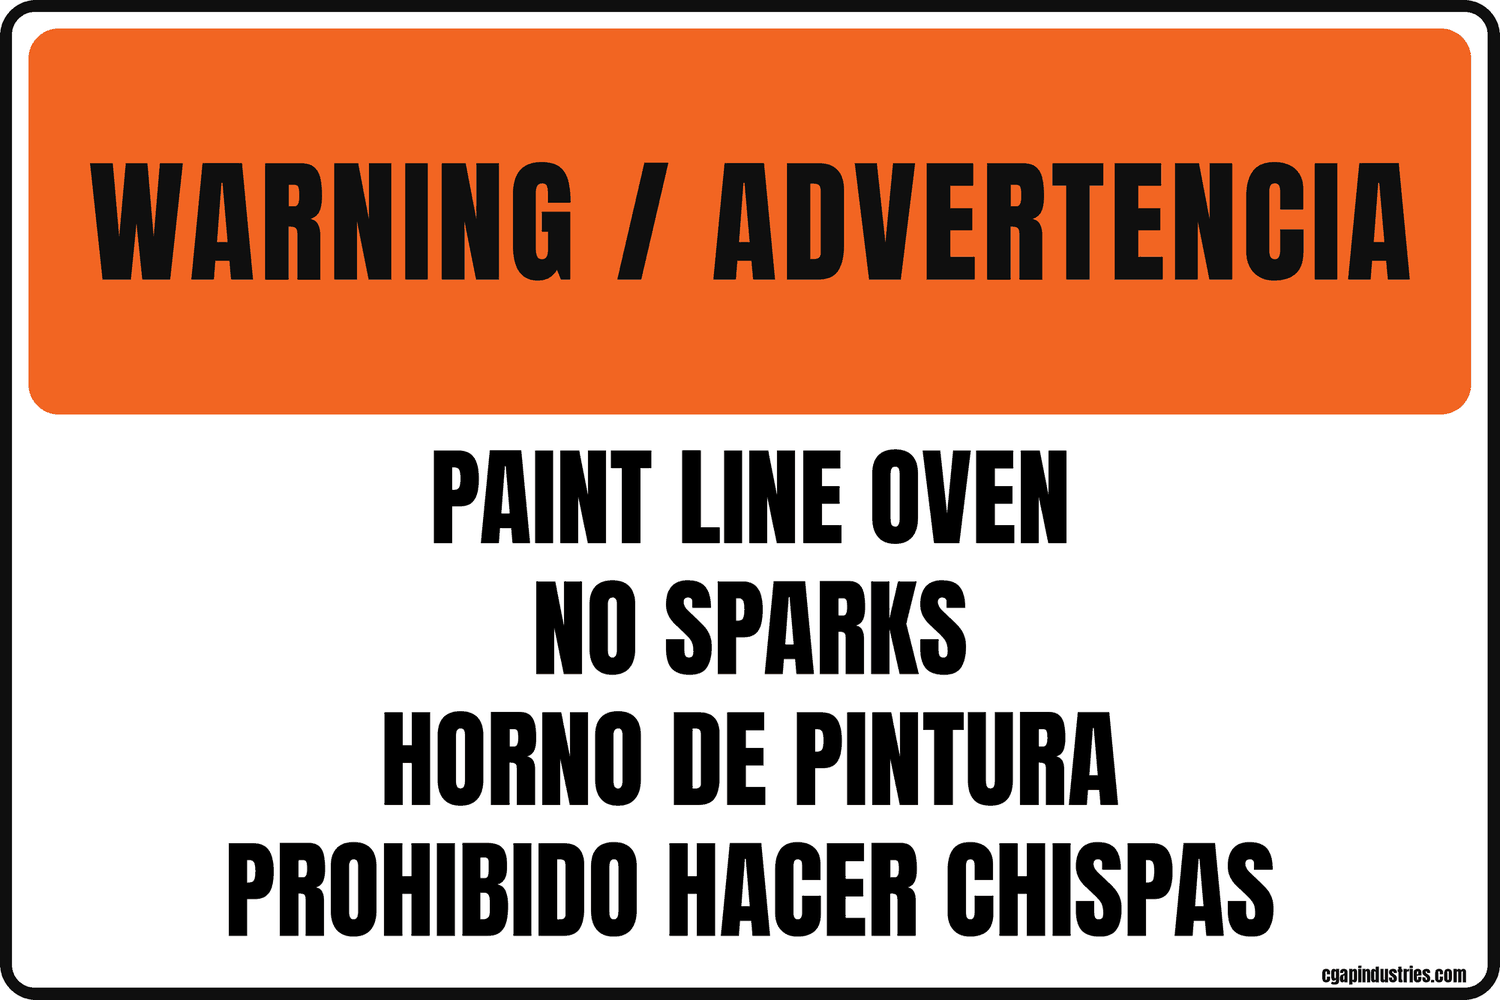 WARNING / ADVERTENCIA
PAINT LINE OVEN
NO SPARKS
HORNO DE PINTURA
PROHIBIDO HACER CHISPAS
cgapindustries.com